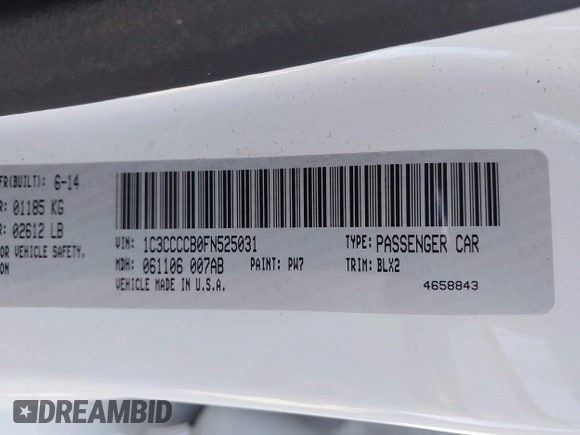 FR(BUILT): 6-14
R: 01185 KG
R: 02612 LB
OR VEHICLE SAFETY.
ON
VIN: 1C3CCCCB0FN525031
TYPE: PASSENGER CAR
MDH: 061106 007AB
PAINT: PW7
TRIM: BLX2
VEHICLE MADE IN U.S.A.
4658843
DREAMBID